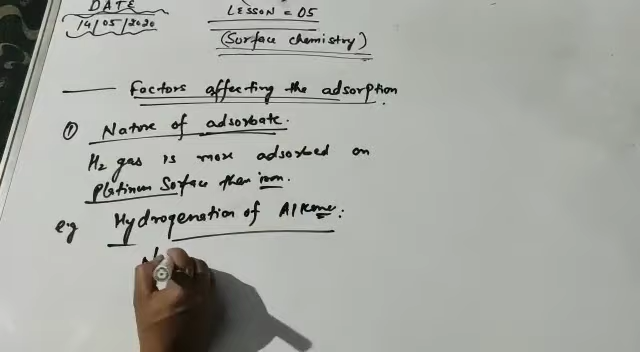 DATE
14/05/2020
LESSON = 05
(Surface chemistry)
Factors affecting the adsorption
① Nature of adsorbate.
H₂ gas is more adsorbed on
Platinum Surface then iron.
eg Hydrogenation of Alkene:
N